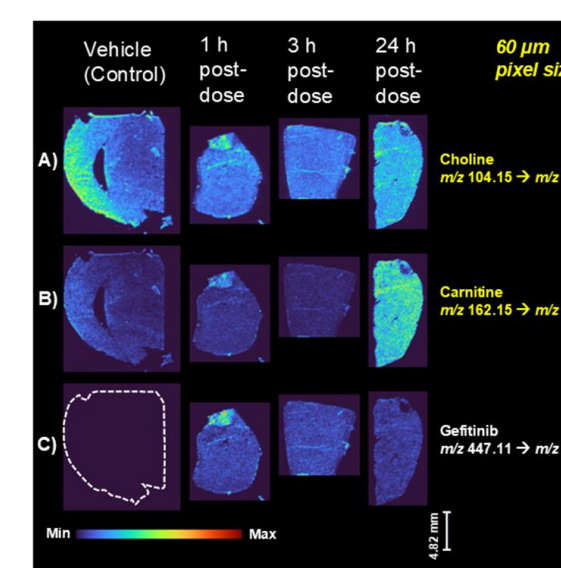 Vehicle (Control)
1 h post-dose
3 h post-dose
24 h post-dose
60 µm
pixel
A)
Choline
m/z 104.15 → m/z
B)
Carnitine
m/z 162.15 → m/z
C)
Gefitinib
m/z 447.11 → m/z
Min
Max
4.82 mm